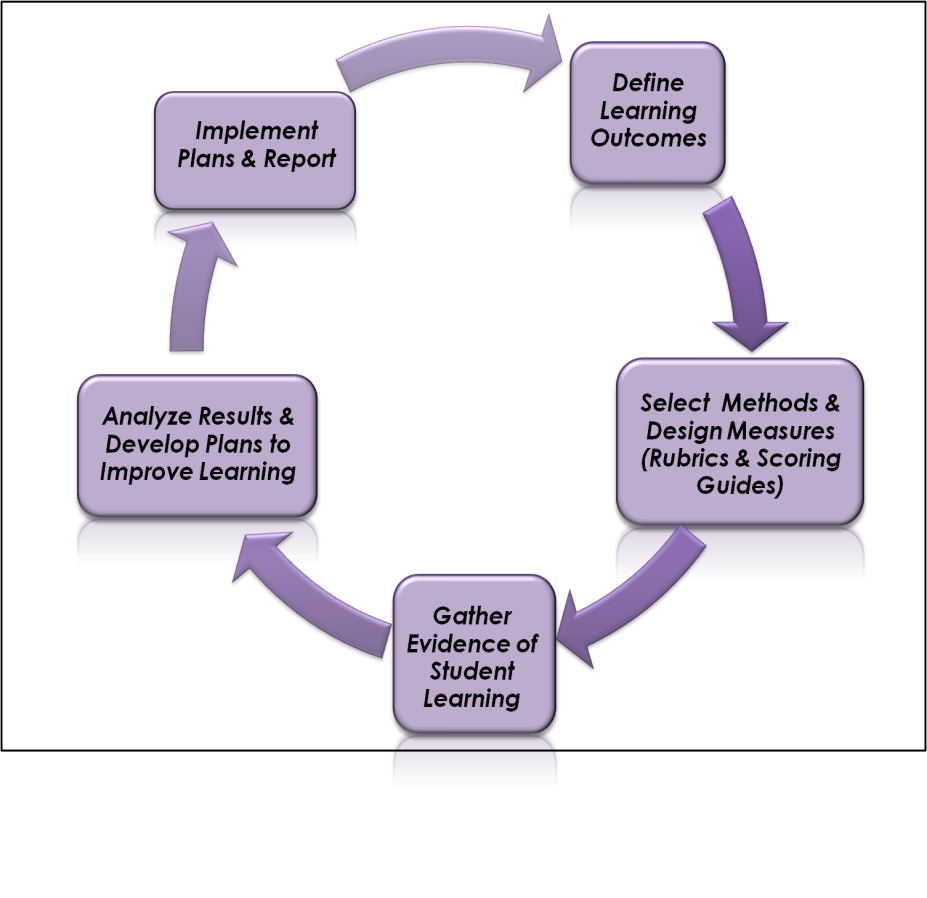 Define
Learning
Outcomes
Select Methods &
Design Measures
(Rubrics & Scoring
Guides)
Gather
Evidence of
Student
Learning
Analyze Results &
Develop Plans to
Improve Learning
Implement
Plans & Report